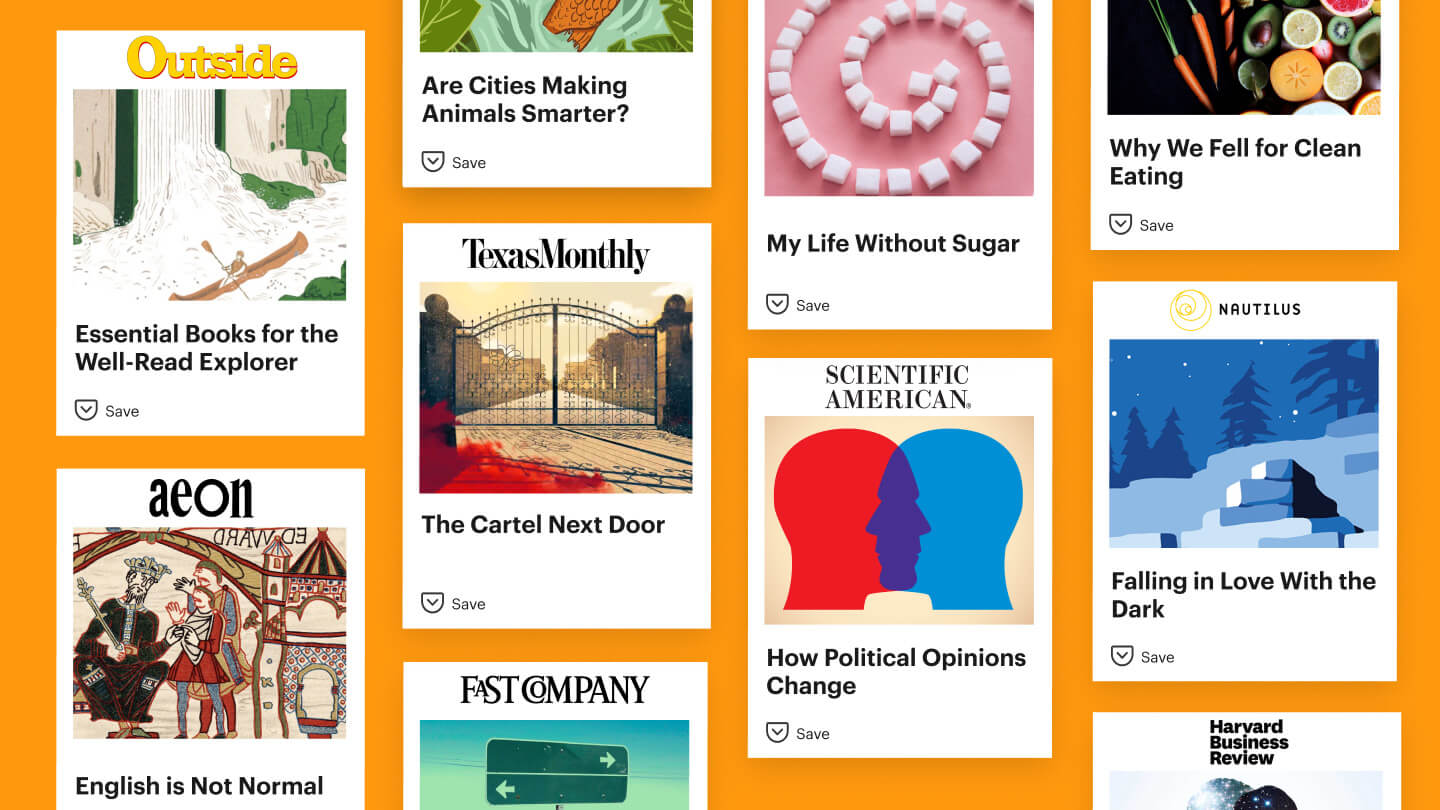 Outside
Essential Books for the
Well-Read Explorer
Save
aeon
EDVVARD
English is Not Normal
Are Cities Making
Animals Smarter?
Save
TexasMonthly
The Cartel Next Door
Save
FAST COMPANY
My Life Without Sugar
Save
SCIENTIFIC
AMERICAN®
How Political Opinions
Change
Save
Why We Fell for Clean
Eating
Save
NAUTILUS
Falling in Love With the
Dark
Save
Harvard
Business
Review